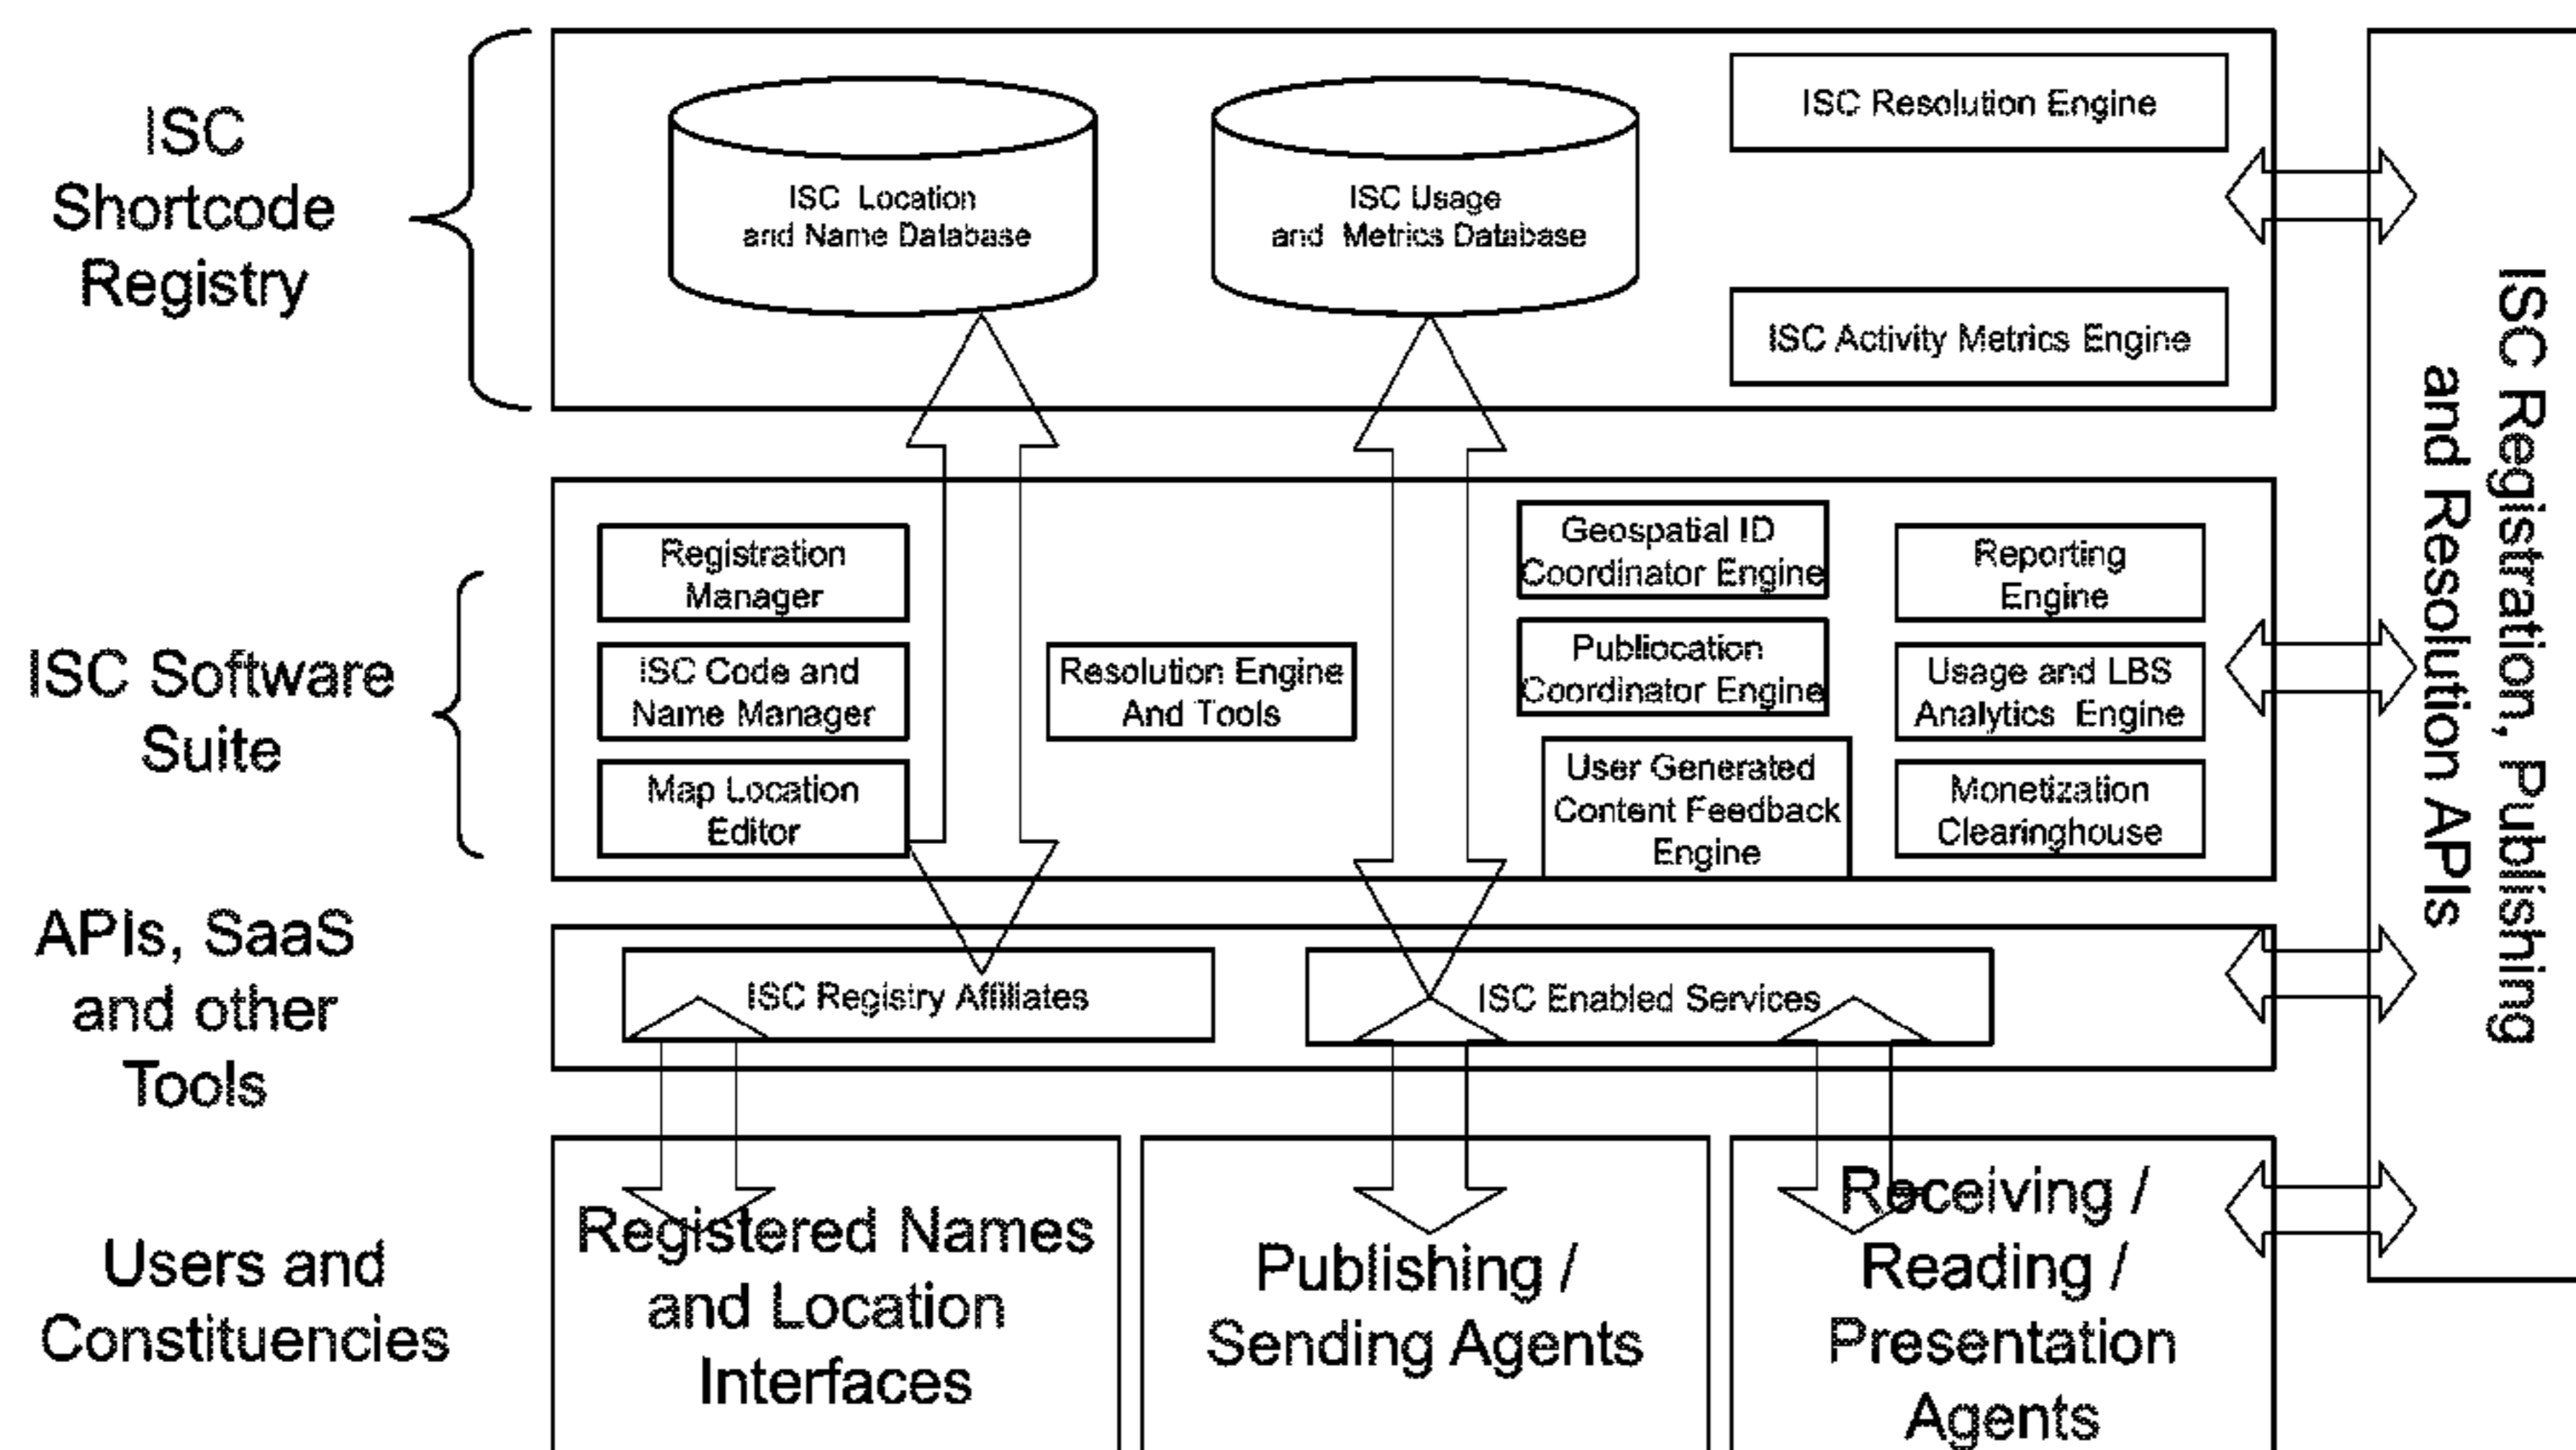 ISC
Shortcode
Registry
ISC Location
and Name Database
ISC Usage
and Metrics Database
ISC Resolution Engine
ISC Activity Metrics Engine
ISC Software
Suite
Registration
Manager
ISC Code and
Name Manager
Map Location
Editor
Resolution Engine
And Tools
Geospatial ID
Coordinator Engine
Publiocation
Coordinator Engine
User Generated
Content Feedback
Engine
Reporting
Engine
Usage and LBS
Analytics Engine
Monetization
Clearinghouse
APIs, SaaS
and other
Tools
ISC Registry Affiliates
ISC Enabled Services
Users and
Constituencies
Registered Names
and Location
Interfaces
Publishing /
Sending Agents
Receiving /
Reading /
Presentation
Agents
ISC Registration, Publishing
and Resolution APIs